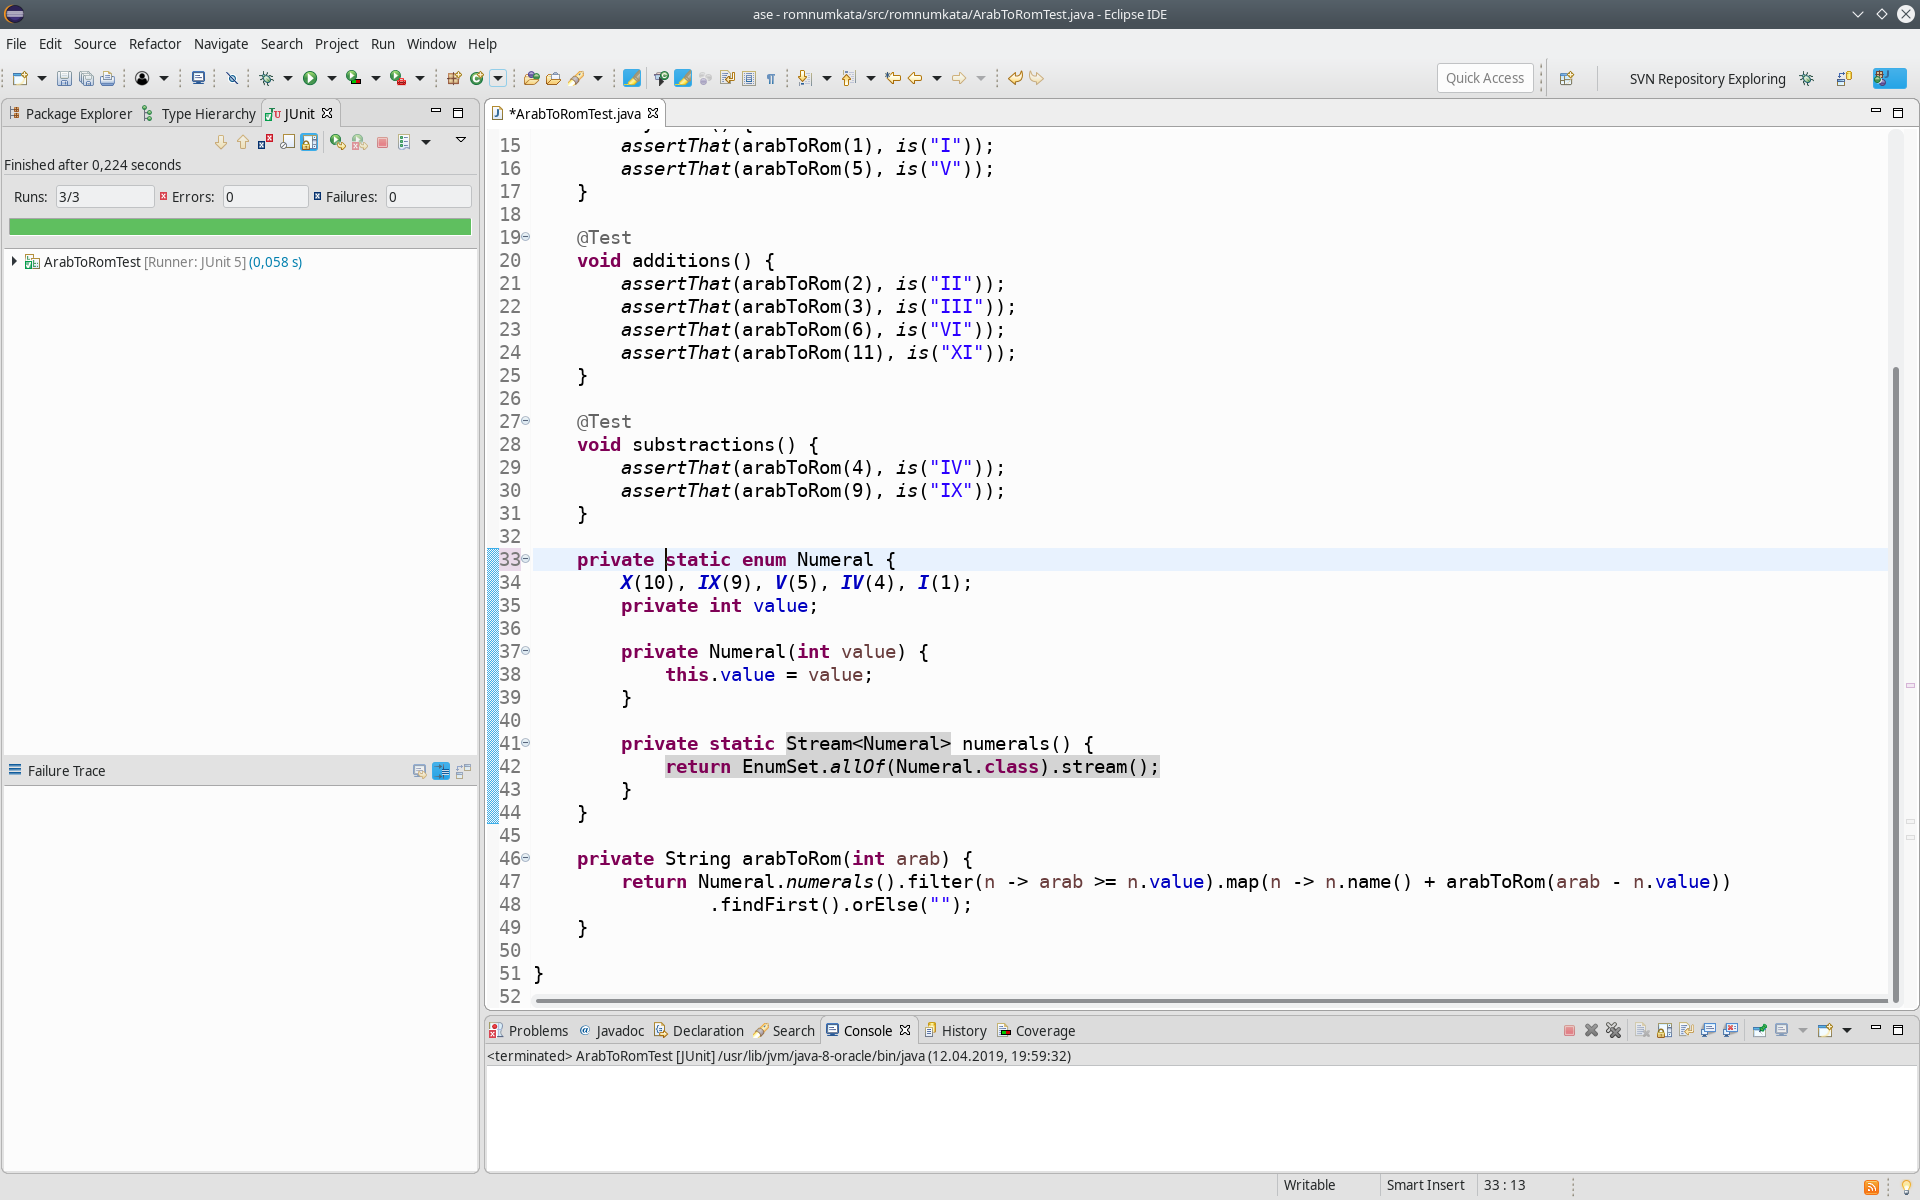 ase - romnumkata/src/romnumkata/ArabToRomTest.java - Eclipse IDE
File Edit Source Refactor Navigate Search Project Run Window Help
Quick Access
SVN Repository Exploring
Package Explorer Type Hierarchy JUnit
Finished after 0,224 seconds
Runs: 3/3 Errors: 0 Failures: 0
ArabToRomTest [Runner: JUnit 5] (0,058 s)
Failure Trace
*ArabToRomTest.java
15 assertThat(arabToRom(1), is("I"));
16 assertThat(arabToRom(5), is("V"));
17 }
18
19 @Test
20 void additions() {
21 assertThat(arabToRom(2), is("II"));
22 assertThat(arabToRom(3), is("III"));
23 assertThat(arabToRom(6), is("VI"));
24 assertThat(arabToRom(11), is("XI"));
25 }
26
27 @Test
28 void substractions() {
29 assertThat(arabToRom(4), is("IV"));
30 assertThat(arabToRom(9), is("IX"));
31 }
32
33 private static enum Numeral {
34 X(10), IX(9), V(5), IV(4), I(1);
35 private int value;
36
37 private Numeral(int value) {
38 this.value = value;
39 }
40
41 private static Stream<Numeral> numerals() {
42 return EnumSet.allOf(Numeral.class).stream();
43 }
44 }
45
46 private String arabToRom(int arab) {
47 return Numeral.numerals().filter(n -> arab >= n.value).map(n -> n.name() + arabToRom(arab - n.value))
48 .findFirst().orElse("");
49 }
50
51 }
52
Problems Javadoc Declaration Search Console History Coverage
<terminated> ArabToRomTest [JUnit] /usr/lib/jvm/java-8-oracle/bin/java (12.04.2019, 19:59:32)
Writable Smart Insert 33 : 13